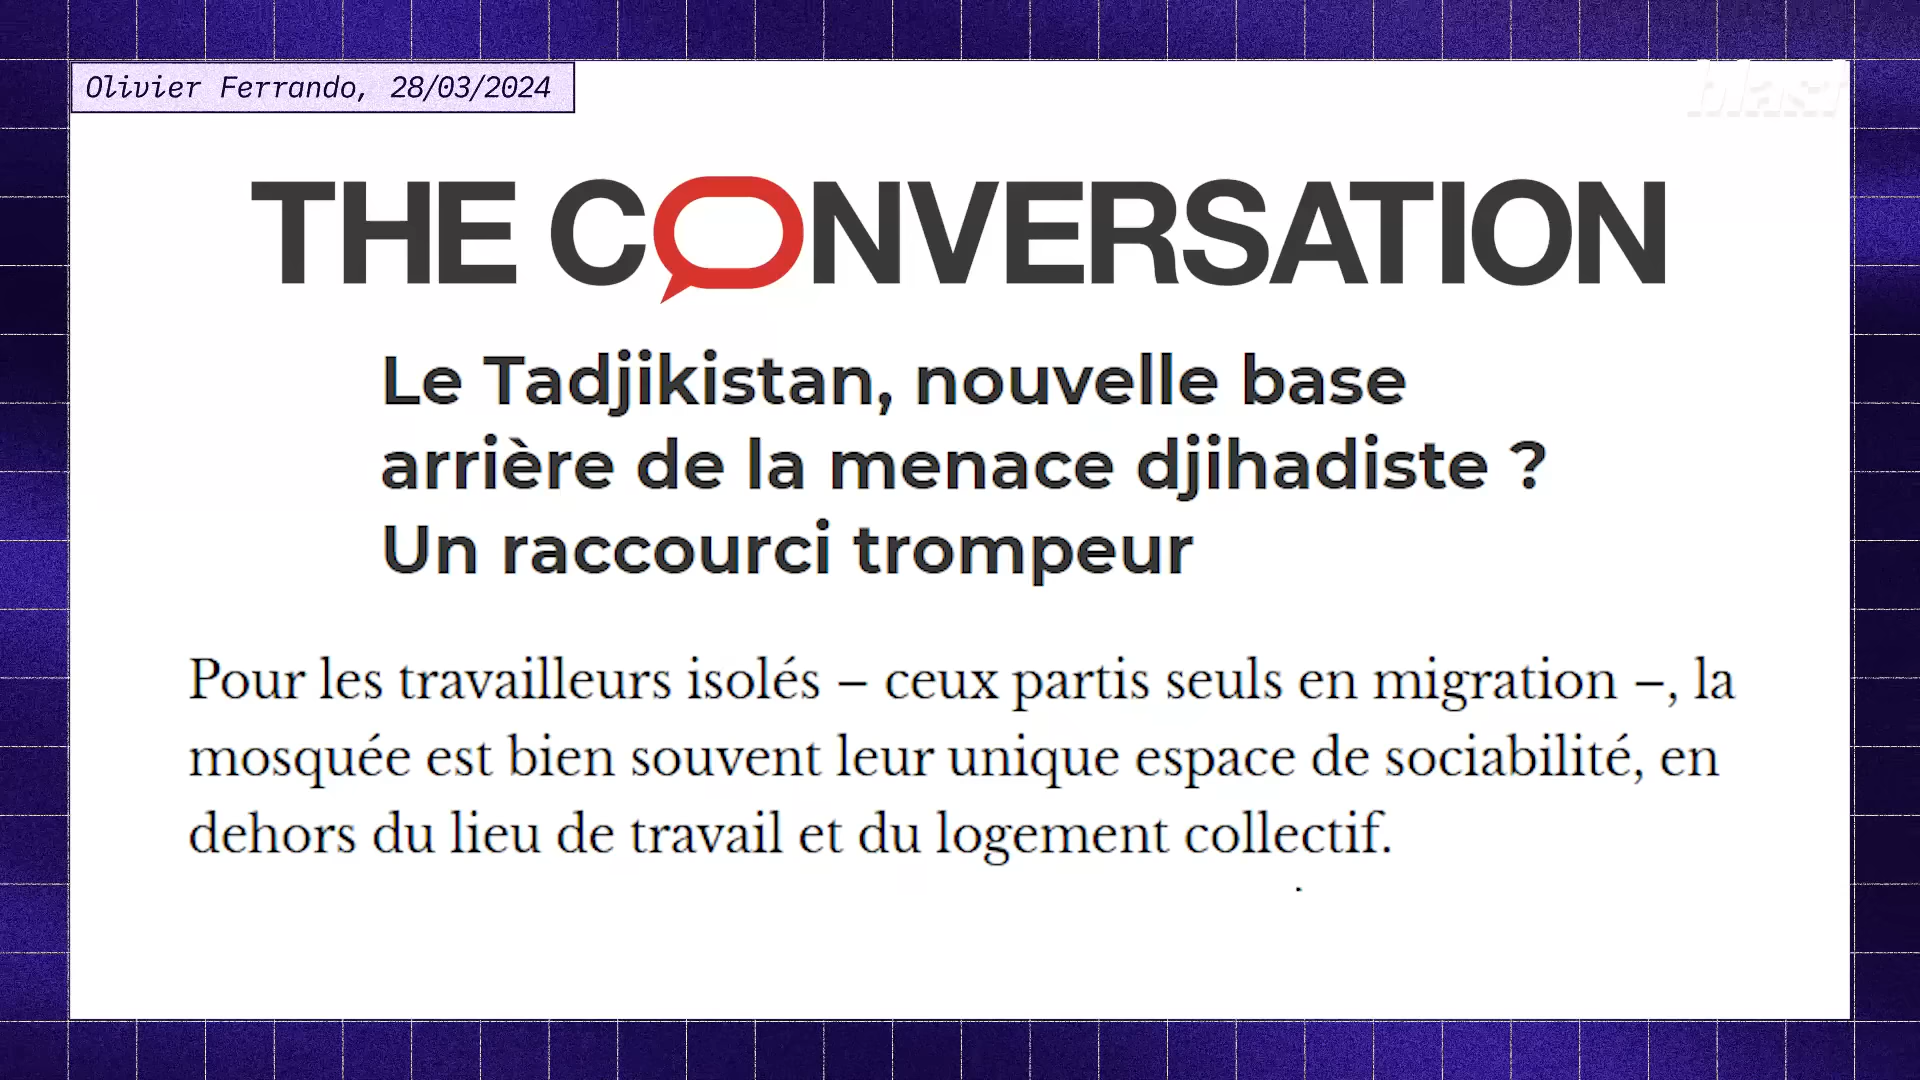 Olivier Ferrando, 28/03/2024
blast
THE CONVERSATION
Le Tadjikistan, nouvelle base
arrière de la menace djihadiste ?
Un raccourci trompeur
Pour les travailleurs isolés – ceux partis seuls en migration –, la
mosquée est bien souvent leur unique espace de sociabilité, en
dehors du lieu de travail et du logement collectif.